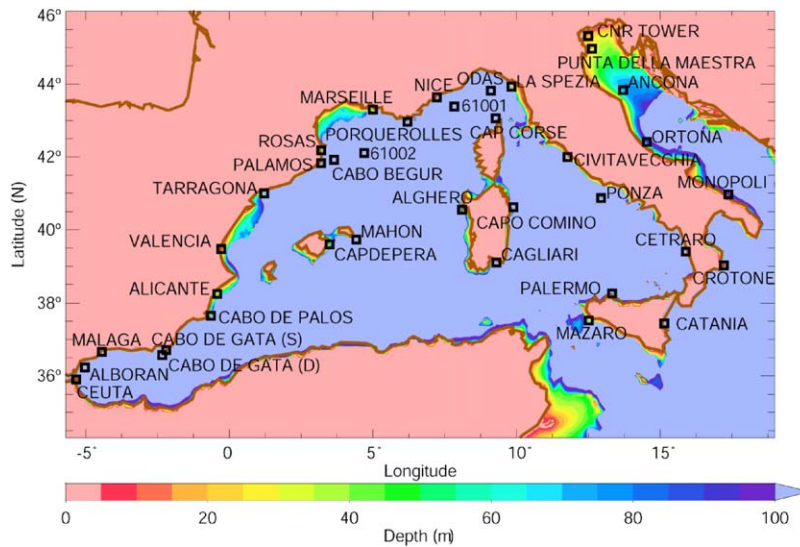 46°
CNR TOWER
PUNTA DELLA MAESTRA
44°
MARSEILLE
NICE
ODAS
LA SPEZIA
ANCONA
61001
ROSAS
PORQUEROLLES
CAP CORSE
ORTONA
42°
PALAMOS
61002
CIVITAVECCHIA
CABO BEGUR
MONOPOLI
TARRAGONA
ALGHERO
PONZA
CAPO COMINO
40°
VALENCIA
MAHON
CAPDEPERA
CETRARO
CAGLIARI
CROTONE
ALICANTE
PALERMO
38°
CABO DE PALOS
MALAGA
CABO DE GATA (S)
MAZARO
CATANIA
CABO DE GATA (D)
36°
ALBORAN
CEUTA
Latitude (N)
-5° 0 5° 10° 15°
Longitude
0 20 40 60 80 100
Depth (m)